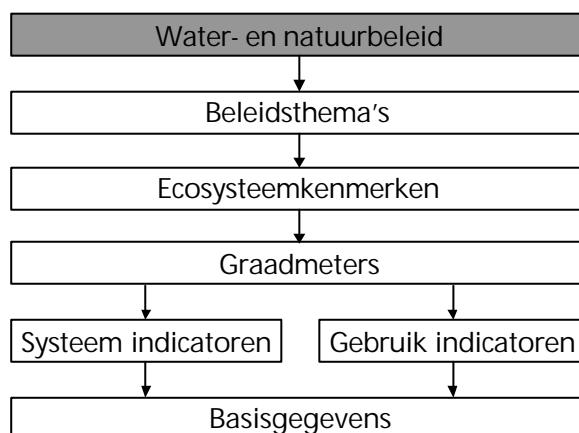 Water- en natuurbeleid
Beleidsthema's
Ecosysteemkenmerken
Graadmeters
Systeem indicatoren
Gebruik indicatoren
Basisgegevens